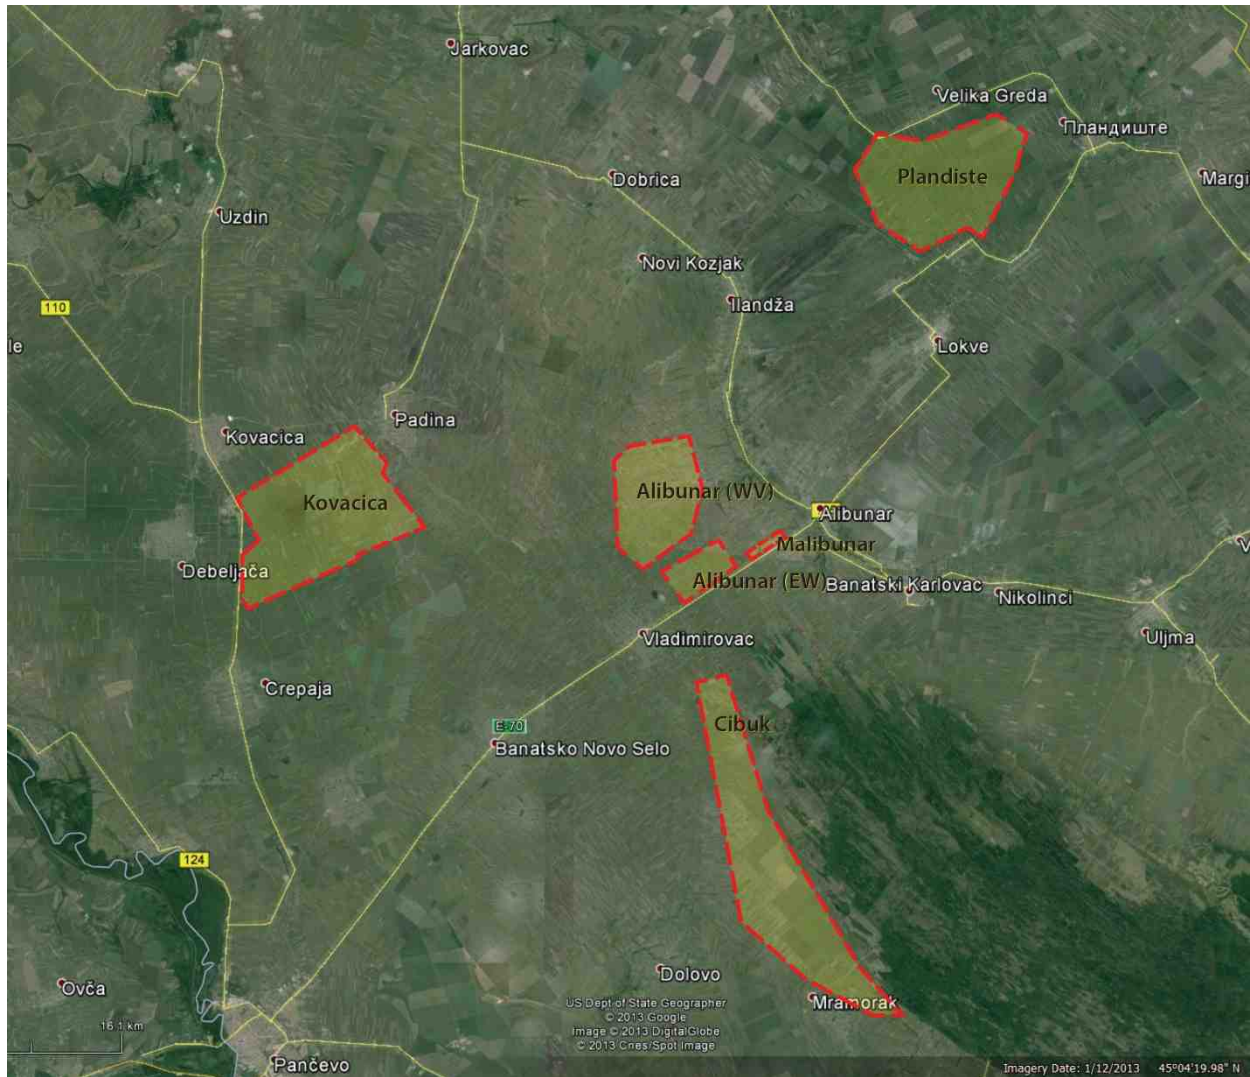 Jarkovac
Velika Greda
Пландиште
Margi
Dobrica
Plandiste
Uzdin
Novi Kozjak
Ilandža
110
le
Lokve
Padina
Kovacica
Kovacica
Alibunar (WV)
Alibunar
Malibunar
V
Debeljača
Alibunar (EW)
Banatski Karlovac
Nikolinci
Vladimirovac
Uljma
Crepaja
Cibuk
E-70
Banatsko Novo Selo
124
Dolovo
Ovča
Mramorak
US Dept of State Geographer
© 2013 Google
Image © 2013 DigitalGlobe
© 2013 Cnes/Spot Image
16.1 km
Pančevo
Imagery Date: 1/12/2013 45°04'19.98" N